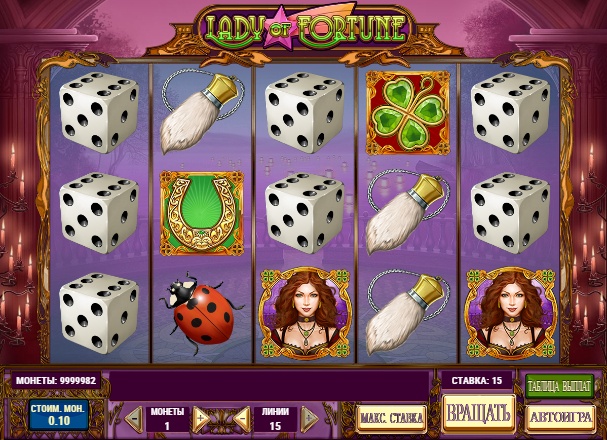 LADY OF FORTUNE
МОНЕТЫ: 9999982
СТАВКА: 15
ТАБЛИЦА ВЫПЛАТ
СТОИМ. МОН.
0.10
МОНЕТЫ
1
+
-
ЛИНИИ
15
МАКС. СТАВКА
ВРАЩАТЬ
АВТОИГРА